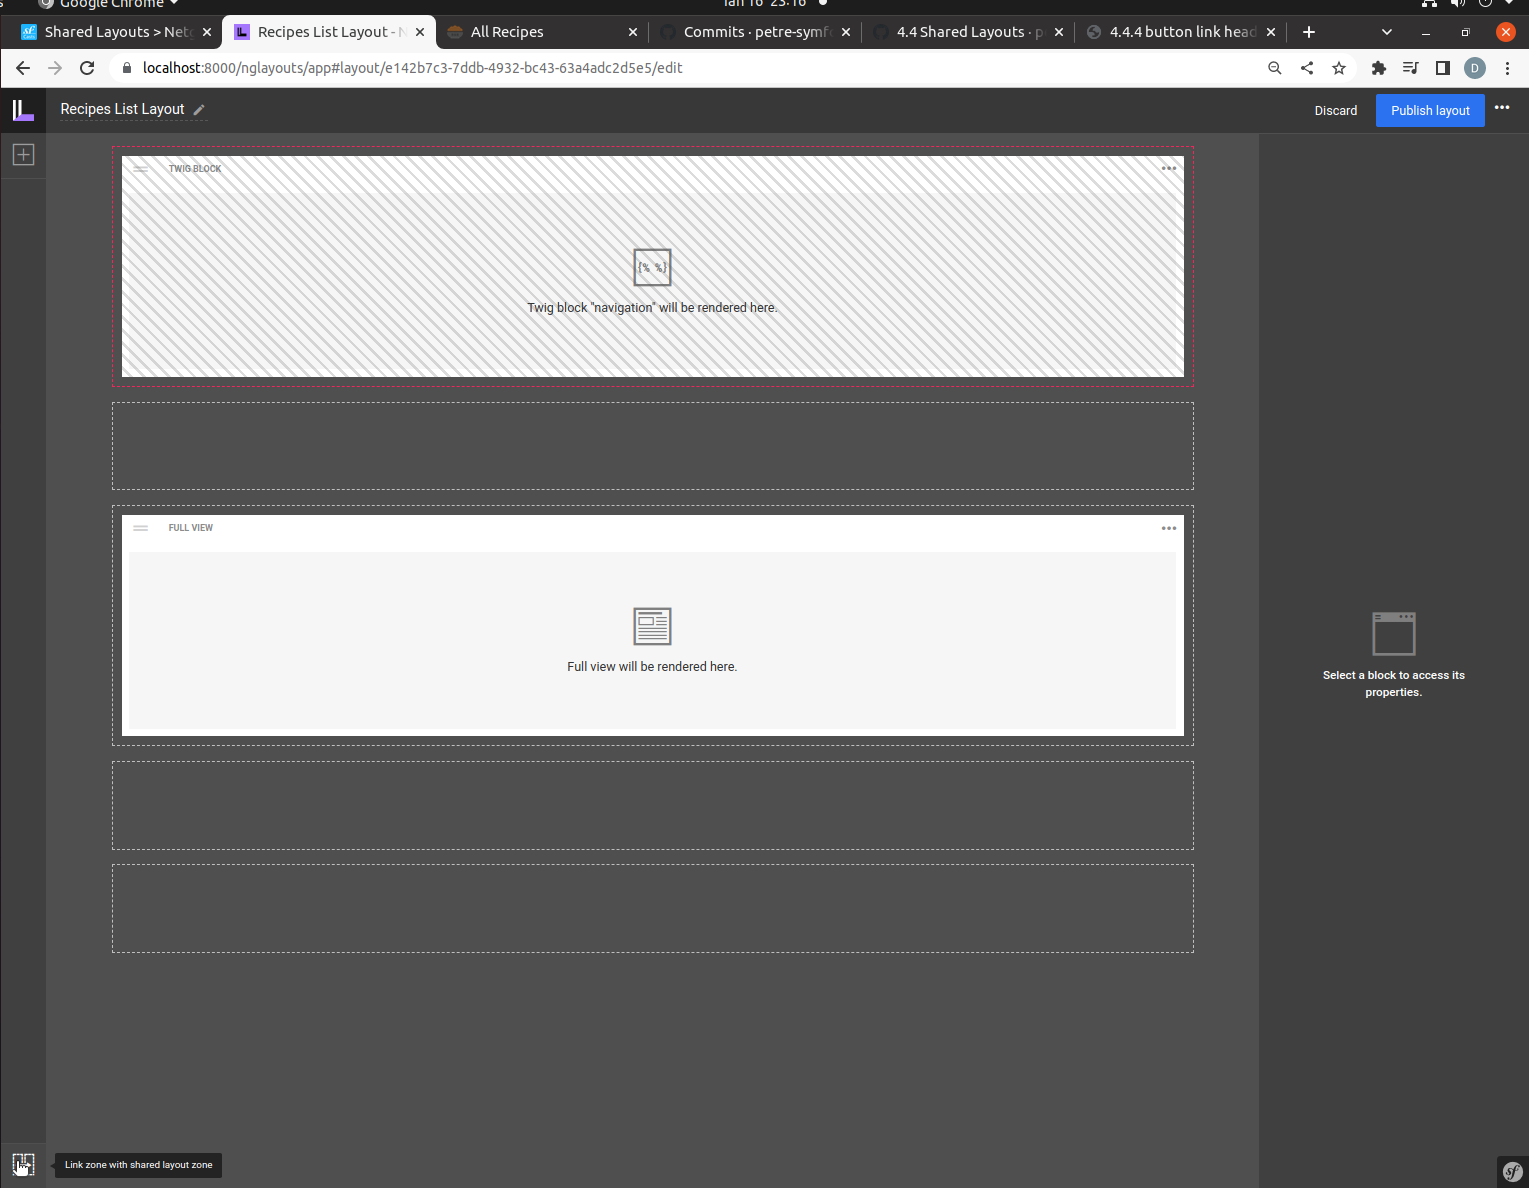 Google Chrome
Jan 16 23:16
Shared Layouts > Netg
Recipes List Layout - N
All Recipes
Commits · petre-symf
4.4 Shared Layouts · p
4.4.4 button link head
localhost:8000/nglayouts/app#layout/e142b7c3-7ddb-4932-bc43-63a4adc2d5e5/edit
D
Recipes List Layout
Discard
Publish layout
TWIG BLOCK
{% %}
Twig block "navigation" will be rendered here.
FULL VIEW
Full view will be rendered here.
Select a block to access its
properties.
Link zone with shared layout zone
sf